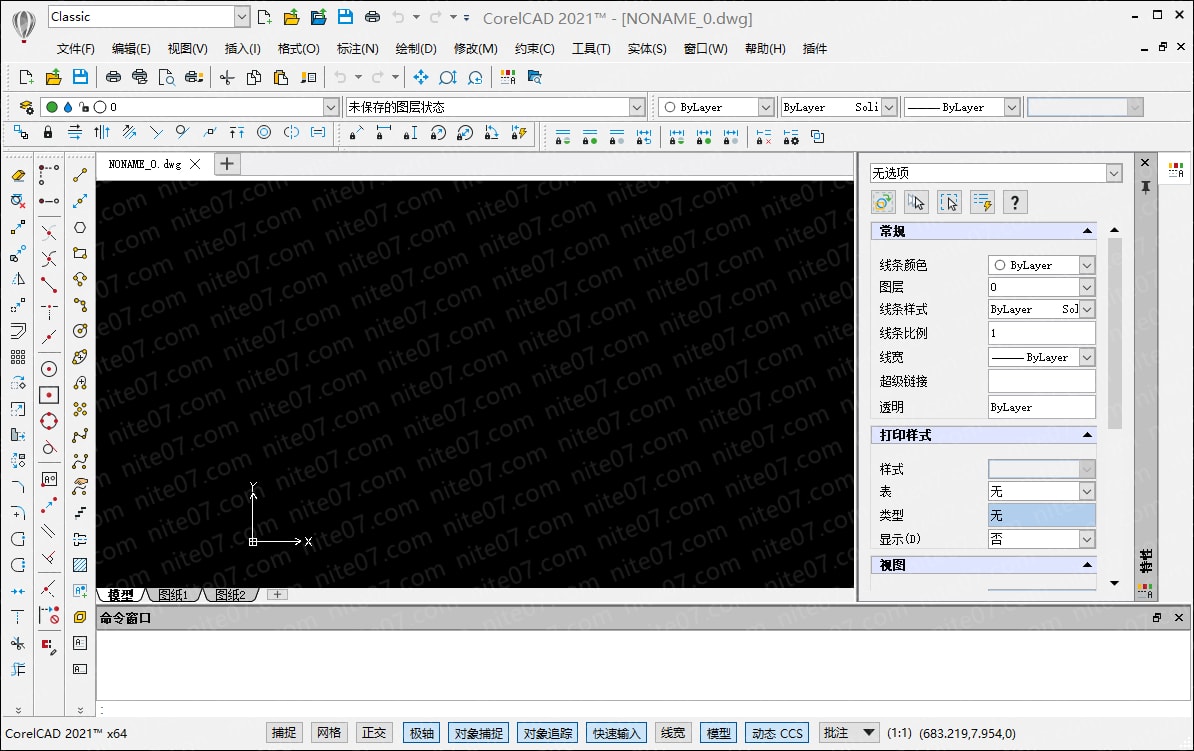 Classic
CorelCAD 2021™ - [NONAME_0.dwg]
文件(F) 编辑(E) 视图(V) 插入(I) 格式(O) 标注(N) 绘制(D) 修改(M) 约束(C) 工具(T) 实体(S) 窗口(W) 帮助(H) 插件
0 未保存的图层状态 ByLayer ByLayer Soli ByLayer
NONAME_0.dwg
无选项
?
常规
线条颜色 ByLayer
图层 0
线条样式 ByLayer Sol
线条比例 1
线宽 ByLayer
超级链接
透明 ByLayer
打印样式
样式
表 无
类型 无
显示(D) 否
视图
特性
nite07.com
Y
X
模型 图纸1 图纸2 +
命令窗口
:
CorelCAD 2021™ x64 捕捉 网格 正交 极轴 对象捕捉 对象追踪 快速输入 线宽 模型 动态 CCS 批注 (1:1) (683.219,7.954,0)